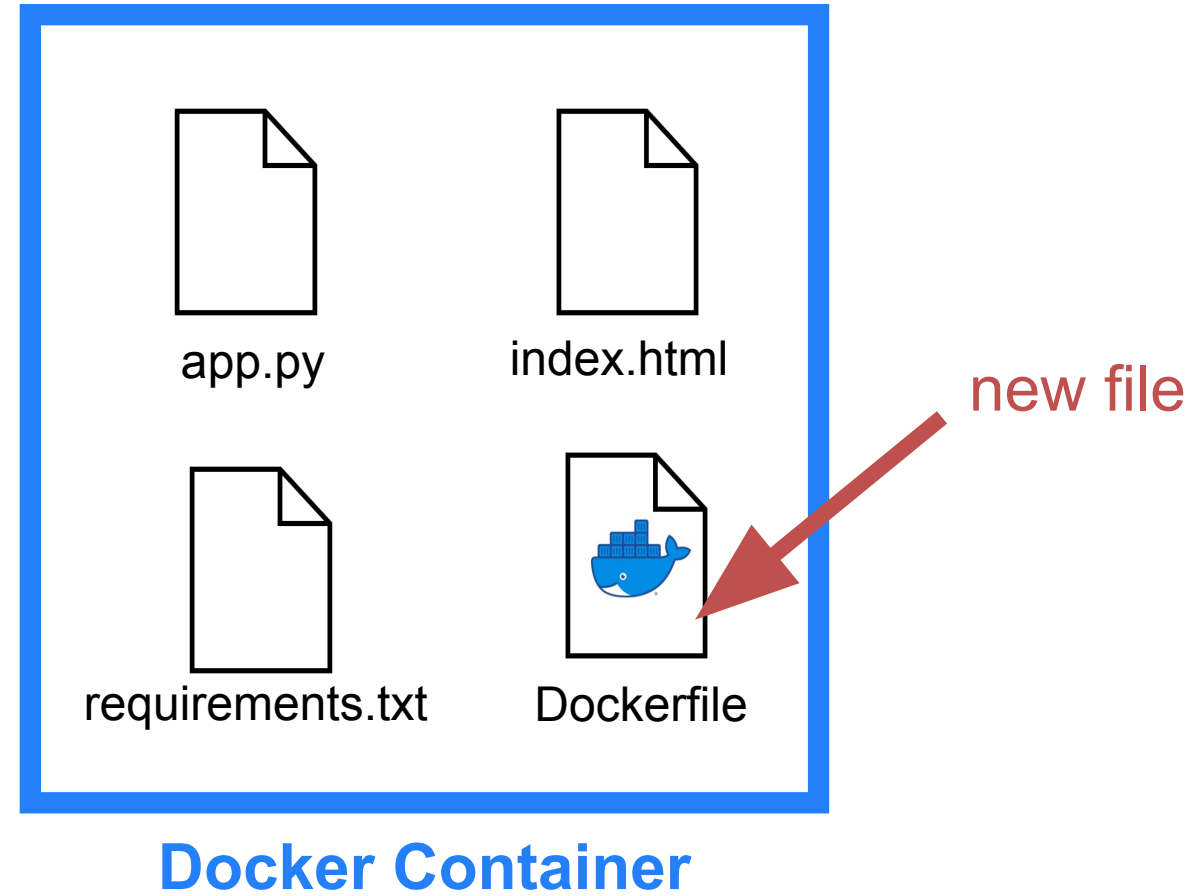 app.py
index.html
new file
requirements.txt
Dockerfile
Docker Container